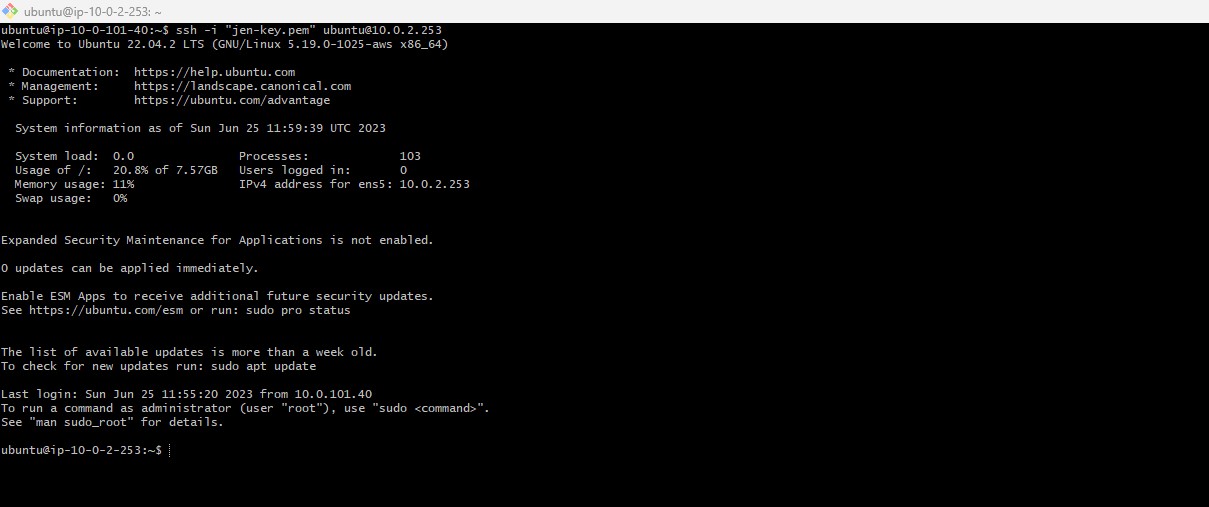 ubuntu@ip-10-0-2-253: ~
ubuntu@ip-10-0-101-40:~$ ssh -i "jen-key.pem" ubuntu@10.0.2.253
Welcome to Ubuntu 22.04.2 LTS (GNU/Linux 5.19.0-1025-aws x86_64)
* Documentation:  https://help.ubuntu.com
* Management:     https://landscape.canonical.com
* Support:        https://ubuntu.com/advantage
System information as of Sun Jun 25 11:59:39 UTC 2023
System load:  0.0               Processes:             103
Usage of /:   20.8% of 7.57GB   Users logged in:       0
Memory usage: 11%               IPv4 address for ens5: 10.0.2.253
Swap usage:   0%
Expanded Security Maintenance for Applications is not enabled.
0 updates can be applied immediately.
Enable ESM Apps to receive additional future security updates.
See https://ubuntu.com/esm or run: sudo pro status
The list of available updates is more than a week old.
To check for new updates run: sudo apt update
Last login: Sun Jun 25 11:55:20 2023 from 10.0.101.40
To run a command as administrator (user "root"), use "sudo <command>".
See "man sudo_root" for details.
ubuntu@ip-10-0-2-253:~$